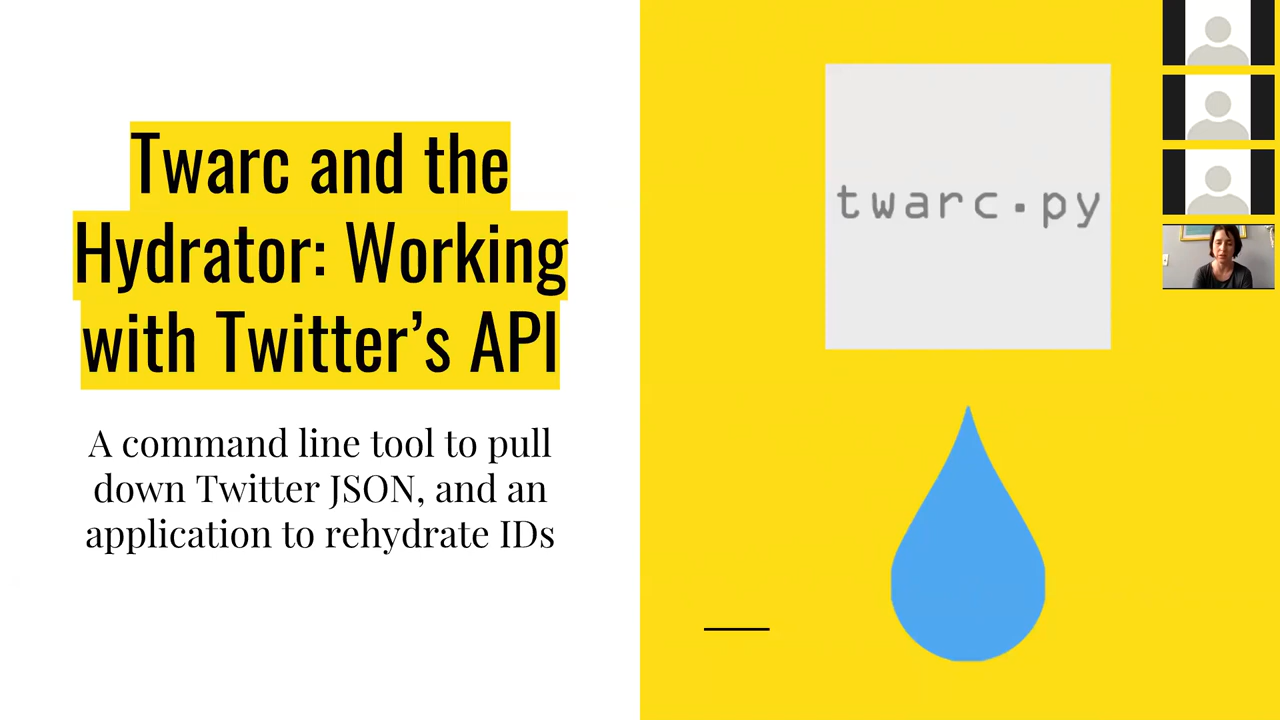 Twarc and the
Hydrator: Working
with Twitter’s API
A command line tool to pull
down Twitter JSON, and an
application to rehydrate IDs
twarc.py